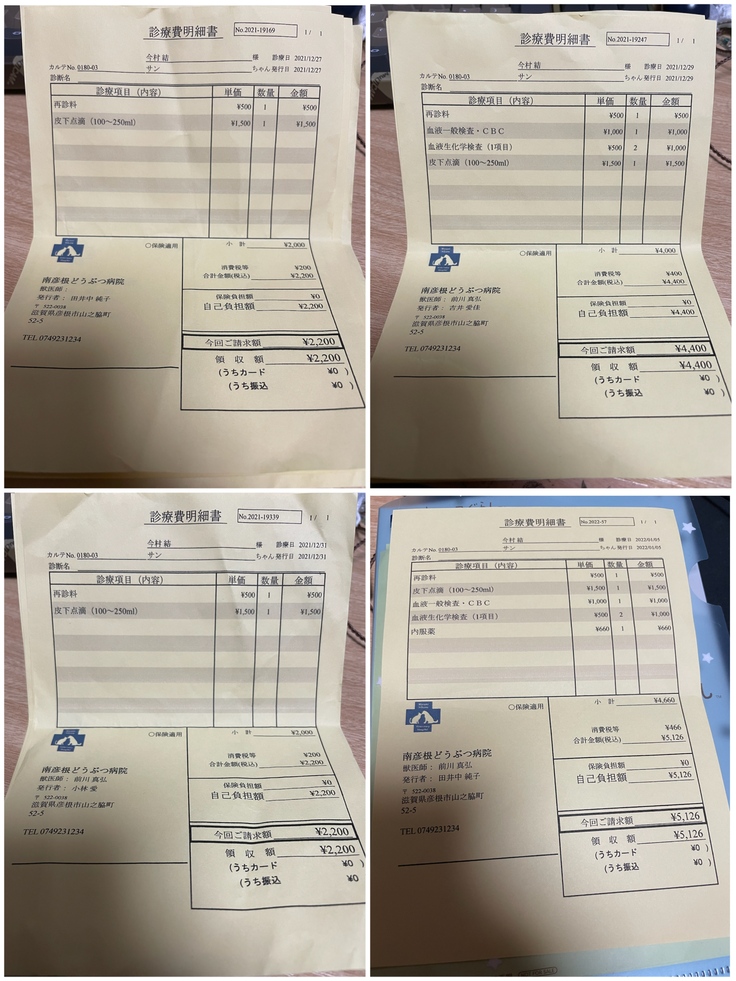 診療費明細書
No.2021-19169
1/ 1
今村 結 様 診療日 2021/12/27
カルテNo. 0180-03 サン ちゃん 発行日 2021/12/27
診断名
診療項目（内容） 単価 数量 金額
再診料 ¥500 1 ¥500
皮下点滴（100～250ml） ¥1,500 1 ¥1,500
〇保険適用
小 計 ¥2,000
消費税等 ¥200
合計金額(税込) ¥2,200
保険負担額 ¥0
自己負担額 ¥2,200
今回ご請求額 ¥2,200
領 収 額 ¥2,200
(うちカード ¥0 )
(うち振込 ¥0 )
南彦根どうぶつ病院
獣医師：
発行者： 田井中 純子
〒 522-0038
滋賀県彦根市山之脇町
52-5
TEL 0749231234
診療費明細書
No.2021-19247
1/ 1
今村 結 様 診療日 2021/12/29
カルテNo. 0180-03 サン ちゃん 発行日 2021/12/29
診断名
診療項目（内容） 単価 数量 金額
再診料 ¥500 1 ¥500
血液一般検査・ＣＢＣ ¥1,000 1 ¥1,000
血液生化学検査（1項目） ¥500 2 ¥1,000
皮下点滴（100～250ml） ¥1,500 1 ¥1,500
〇保険適用
小 計 ¥4,000
消費税等 ¥400
合計金額(税込) ¥4,400
保険負担額 ¥0
自己負担額 ¥4,400
今回ご請求額 ¥4,400
領 収 額 ¥4,400
(うちカード ¥0 )
(うち振込 ¥0 )
南彦根どうぶつ病院
獣医師： 前川 真弘
発行者： 吉井 愛佳
〒 522-0038
滋賀県彦根市山之脇町
52-5
TEL 0749231234
診療費明細書
No.2021-19339
1/ 1
今村 結 様 診療日 2021/12/31
カルテNo. 0180-03 サン ちゃん 発行日 2021/12/31
診断名
診療項目（内容） 単価 数量 金額
再診料 ¥500 1 ¥500
皮下点滴（100～250ml） ¥1,500 1 ¥1,500
〇保険適用
小 計 ¥2,000
消費税等 ¥200
合計金額(税込) ¥2,200
保険負担額 ¥0
自己負担額 ¥2,200
今回ご請求額 ¥2,200
領 収 額 ¥2,200
(うちカード ¥0 )
(うち振込 ¥0 )
南彦根どうぶつ病院
獣医師： 前川 真弘
発行者： 小林 愛
〒 522-0038
滋賀県彦根市山之脇町
52-5
TEL 0749231234
診療費明細書
No.2022-57
1/ 1
今村 結 様 診療日 2022/01/05
カルテNo. 0180-03 サン ちゃん 発行日 2022/01/05
診断名
診療項目（内容） 単価 数量 金額
再診料 ¥500 1 ¥500
皮下点滴（100～250ml） ¥1,500 1 ¥1,500
血液一般検査・ＣＢＣ ¥1,000 1 ¥1,000
血液生化学検査（1項目） ¥500 2 ¥1,000
内服薬 ¥660 1 ¥660
〇保険適用
小 計 ¥4,660
消費税等 ¥466
合計金額(税込) ¥5,126
保険負担額 ¥0
自己負担額 ¥5,126
今回ご請求額 ¥5,126
領 収 額 ¥5,126
(うちカード ¥0 )
(うち振込 ¥0 )
南彦根どうぶつ病院
獣医師： 前川 真弘
発行者： 田井中 純子
〒 522-0038
滋賀県彦根市山之脇町
52-5
TEL 0749231234